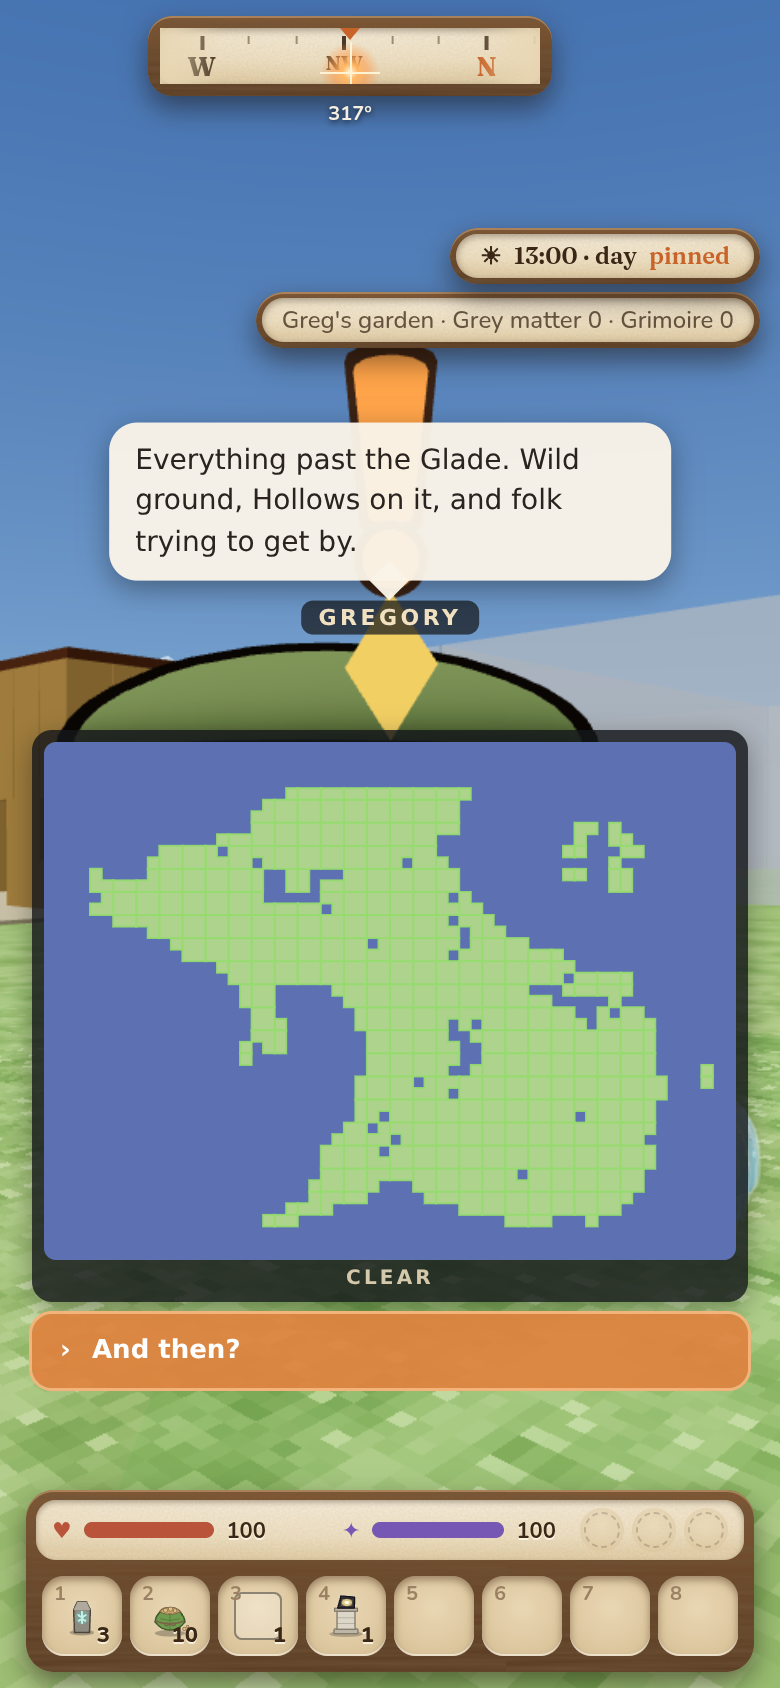 W NW N
317°
13:00 · day pinned
Greg's garden · Grey matter 0 · Grimoire 0
Everything past the Glade. Wild
ground, Hollows on it, and folk
trying to get by.
GREGORY
CLEAR
› And then?
100 100
1 2 3 4 5 6 7 8
3 10 1 1